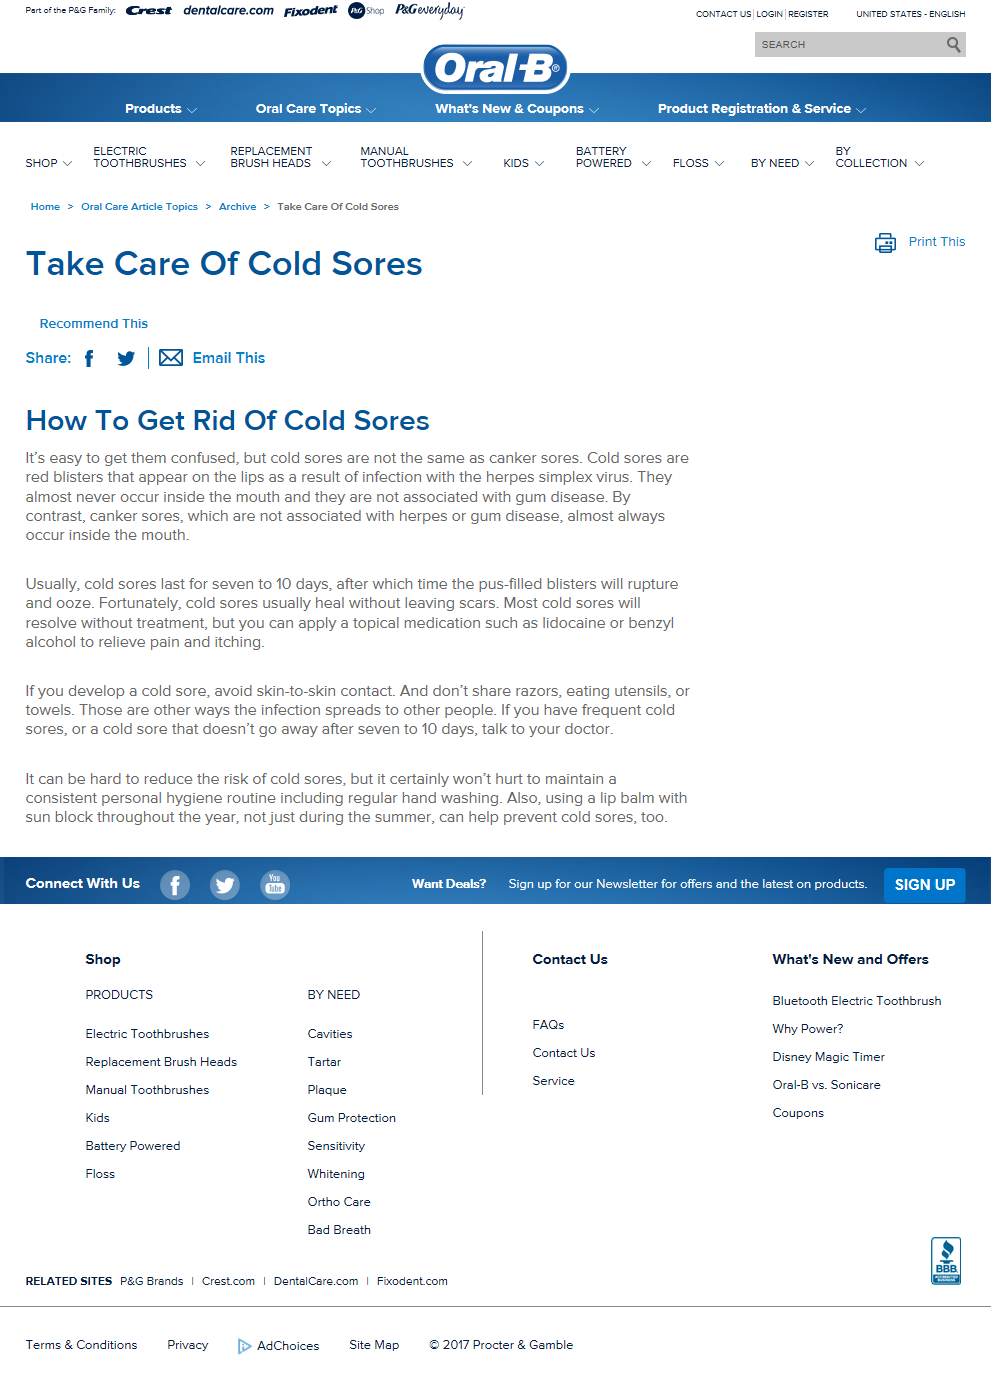 Part of the P&G Family: Crest dentalcare.com Fixodent P&G Shop P&G everyday
CONTACT US | LOGIN | REGISTER UNITED STATES - ENGLISH
SEARCH
Oral-B®
Products Oral Care Topics What's New & Coupons Product Registration & Service
SHOP ELECTRIC TOOTHBRUSHES REPLACEMENT BRUSH HEADS MANUAL TOOTHBRUSHES KIDS BATTERY POWERED FLOSS BY NEED BY COLLECTION
Home > Oral Care Article Topics > Archive > Take Care Of Cold Sores
Print This
Take Care Of Cold Sores
Recommend This
Share: Email This
How To Get Rid Of Cold Sores
It’s easy to get them confused, but cold sores are not the same as canker sores. Cold sores are
red blisters that appear on the lips as a result of infection with the herpes simplex virus. They
almost never occur inside the mouth and they are not associated with gum disease. By
contrast, canker sores, which are not associated with herpes or gum disease, almost always
occur inside the mouth.
Usually, cold sores last for seven to 10 days, after which time the pus-filled blisters will rupture
and ooze. Fortunately, cold sores usually heal without leaving scars. Most cold sores will
resolve without treatment, but you can apply a topical medication such as lidocaine or benzyl
alcohol to relieve pain and itching.
If you develop a cold sore, avoid skin-to-skin contact. And don’t share razors, eating utensils, or
towels. Those are other ways the infection spreads to other people. If you have frequent cold
sores, or a cold sore that doesn’t go away after seven to 10 days, talk to your doctor.
It can be hard to reduce the risk of cold sores, but it certainly won’t hurt to maintain a
consistent personal hygiene routine including regular hand washing. Also, using a lip balm with
sun block throughout the year, not just during the summer, can help prevent cold sores, too.
Connect With Us You Tube Want Deals? Sign up for our Newsletter for offers and the latest on products. SIGN UP
Shop
PRODUCTS
Electric Toothbrushes
Replacement Brush Heads
Manual Toothbrushes
Kids
Battery Powered
Floss
BY NEED
Cavities
Tartar
Plaque
Gum Protection
Sensitivity
Whitening
Ortho Care
Bad Breath
Contact Us
FAQs
Contact Us
Service
What's New and Offers
Bluetooth Electric Toothbrush
Why Power?
Disney Magic Timer
Oral-B vs. Sonicare
Coupons
BBB.
ACCREDITED
BUSINESS
RELATED SITES P&G Brands | Crest.com | DentalCare.com | Fixodent.com
Terms & Conditions Privacy AdChoices Site Map © 2017 Procter & Gamble